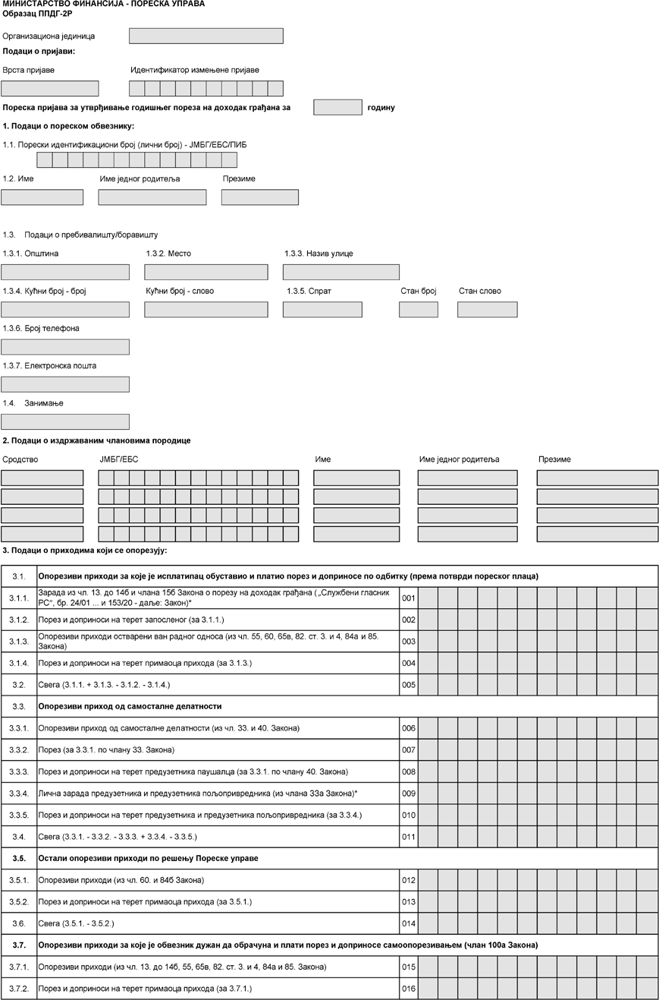 МИНИСТАРСТВО ФИНАНСИЈА - ПОРЕСКА УПРАВА
Образац ППДГ-2Р
Организациона јединица
Подаци о пријави:
Врста пријаве Идентификатор измењене пријаве
Пореска пријава за утврђивање годишњег пореза на доходак грађана за годину
1. Подаци о пореском обвезнику:
1.1. Порески идентификациони број (лични број) - ЈМБГ/ЕБС/ПИБ
1.2. Име Име једног родитеља Презиме
1.3. Подаци о пребивалишту/боравишту
1.3.1. Општина 1.3.2. Место 1.3.3. Назив улице
1.3.4. Кућни број - број Кућни број - слово 1.3.5. Спрат Стан број Стан слово
1.3.6. Број телефона
1.3.7. Електронска пошта
1.4. Занимање
2. Подаци о издржаваним члановима породице
Сродство ЈМБГ/ЕБС Име Име једног родитеља Презиме
3. Подаци о приходима који се опорезују:
3.1. Опорезиви приходи за које је исплатилац обуставио и платио порез и доприносе по одбитку (према потврди пореског плаца)
3.1.1. Зарада из чл. 13. до 14б и члана 15б Закона о порезу на доходак грађана („Службени гласник
РС“, бр. 24/01 ... и 153/20 - даље: Закон)* 001
3.1.2. Порез и доприноси на терет запосленог (за 3.1.1.) 002
3.1.3. Опорезиви приходи остварени ван радног односа (из чл. 55, 60, 65в, 82. ст. 3. и 4, 84а и 85.
Закона) 003
3.1.4. Порез и доприноси на терет примаоца прихода (за 3.1.3.) 004
3.2. Свега (3.1.1. + 3.1.3. - 3.1.2. - 3.1.4.) 005
3.3. Опорезиви приход од самосталне делатности
3.3.1. Опорезиви приход од самосталне делатности (из чл. 33. и 40. Закона) 006
3.3.2. Порез (за 3.3.1. по члану 33. Закона) 007
3.3.3. Порез и доприноси на терет предузетника паушалца (за 3.3.1. по члану 40. Закона) 008
3.3.4. Лична зарада предузетника и предузетника пољопривредника (из члана 33а Закона)* 009
3.3.5. Порез и доприноси на терет предузетника и предузетника пољопривредника (за 3.3.4.) 010
3.4. Свега (3.3.1. - 3.3.2. - 3.3.3. + 3.3.4. - 3.3.5.) 011
3.5. Остали опорезиви приходи по решењу Пореске управе
3.5.1. Опорезиви приходи (из чл. 60. и 84б Закона) 012
3.5.2. Порез и доприноси на терет примаоца прихода (за 3.5.1.) 013
3.6. Свега (3.5.1. - 3.5.2.) 014
3.7. Опорезиви приходи за које је обвезник дужан да обрачуна и плати порез и доприносе самоопорезивањем (члан 100а Закона)
3.7.1. Опорезиви приходи (из чл. 13. до 14б, 55, 65в, 82. ст. 3. и 4, 84а и 85. Закона) 015
3.7.2. Порез и доприноси на терет примаоца прихода (за 3.7.1.) 016